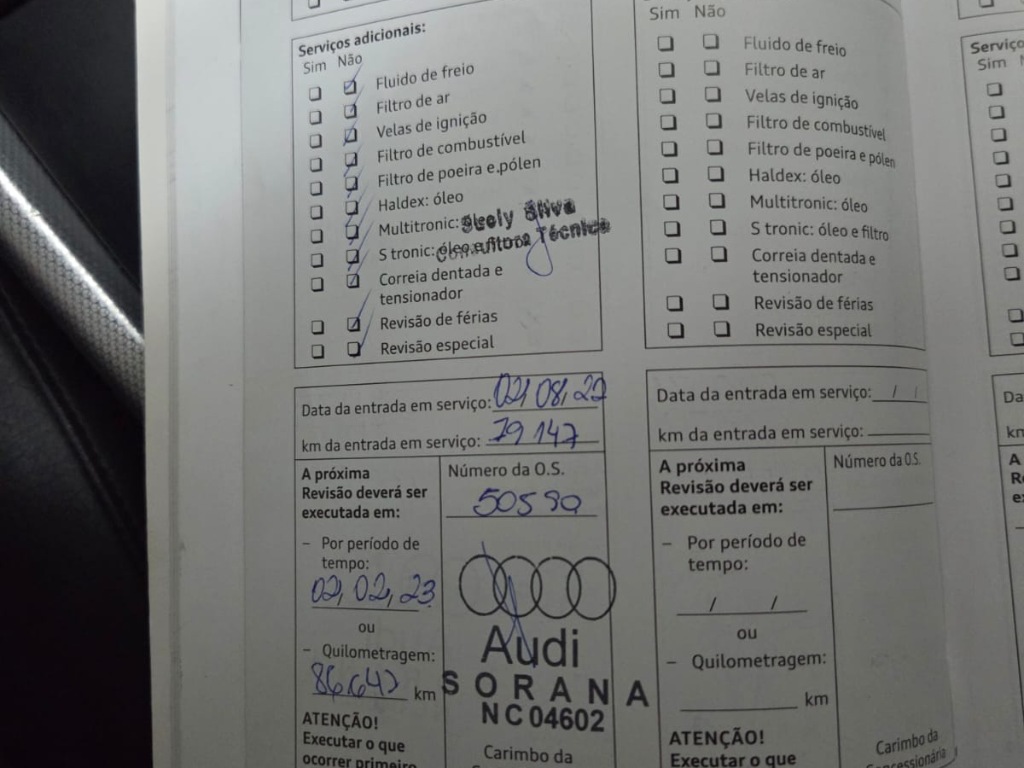 Serviços adicionais:
Sim Não
Fluido de freio
Filtro de ar
Velas de ignição
Filtro de combustível
Filtro de poeira e pólen
Haldex: óleo
Multitronic: óleo
S tronic: óleo e filtro
Correia dentada e
tensionador
Revisão de férias
Revisão especial
Silva
Técnica
Data da entrada em serviço: 02,08,22
km da entrada em serviço: 79147
A próxima
Revisão deverá ser
executada em:
– Por período de
tempo:
02,02,23
ou
– Quilometragem:
km
ATENÇÃO!
Executar o que
ocorrer primeiro
Número da O.S.
50590
Audi
SORANA
NC04602
Carimbo da
Sim Não
Fluido de freio
Filtro de ar
Velas de ignição
Filtro de combustível
Filtro de poeira e pólen
Haldex: óleo
Multitronic: óleo
S tronic: óleo e filtro
Correia dentada e
tensionador
Revisão de férias
Revisão especial
Data da entrada em serviço: / /
km da entrada em serviço:
A próxima
Revisão deverá ser
executada em:
– Por período de
tempo:
/ /
ou
– Quilometragem:
km
ATENÇÃO!
Executar o que
Número da O.S.
Carimbo da
Concessionária
Serviço
Sim N
Da
km
A